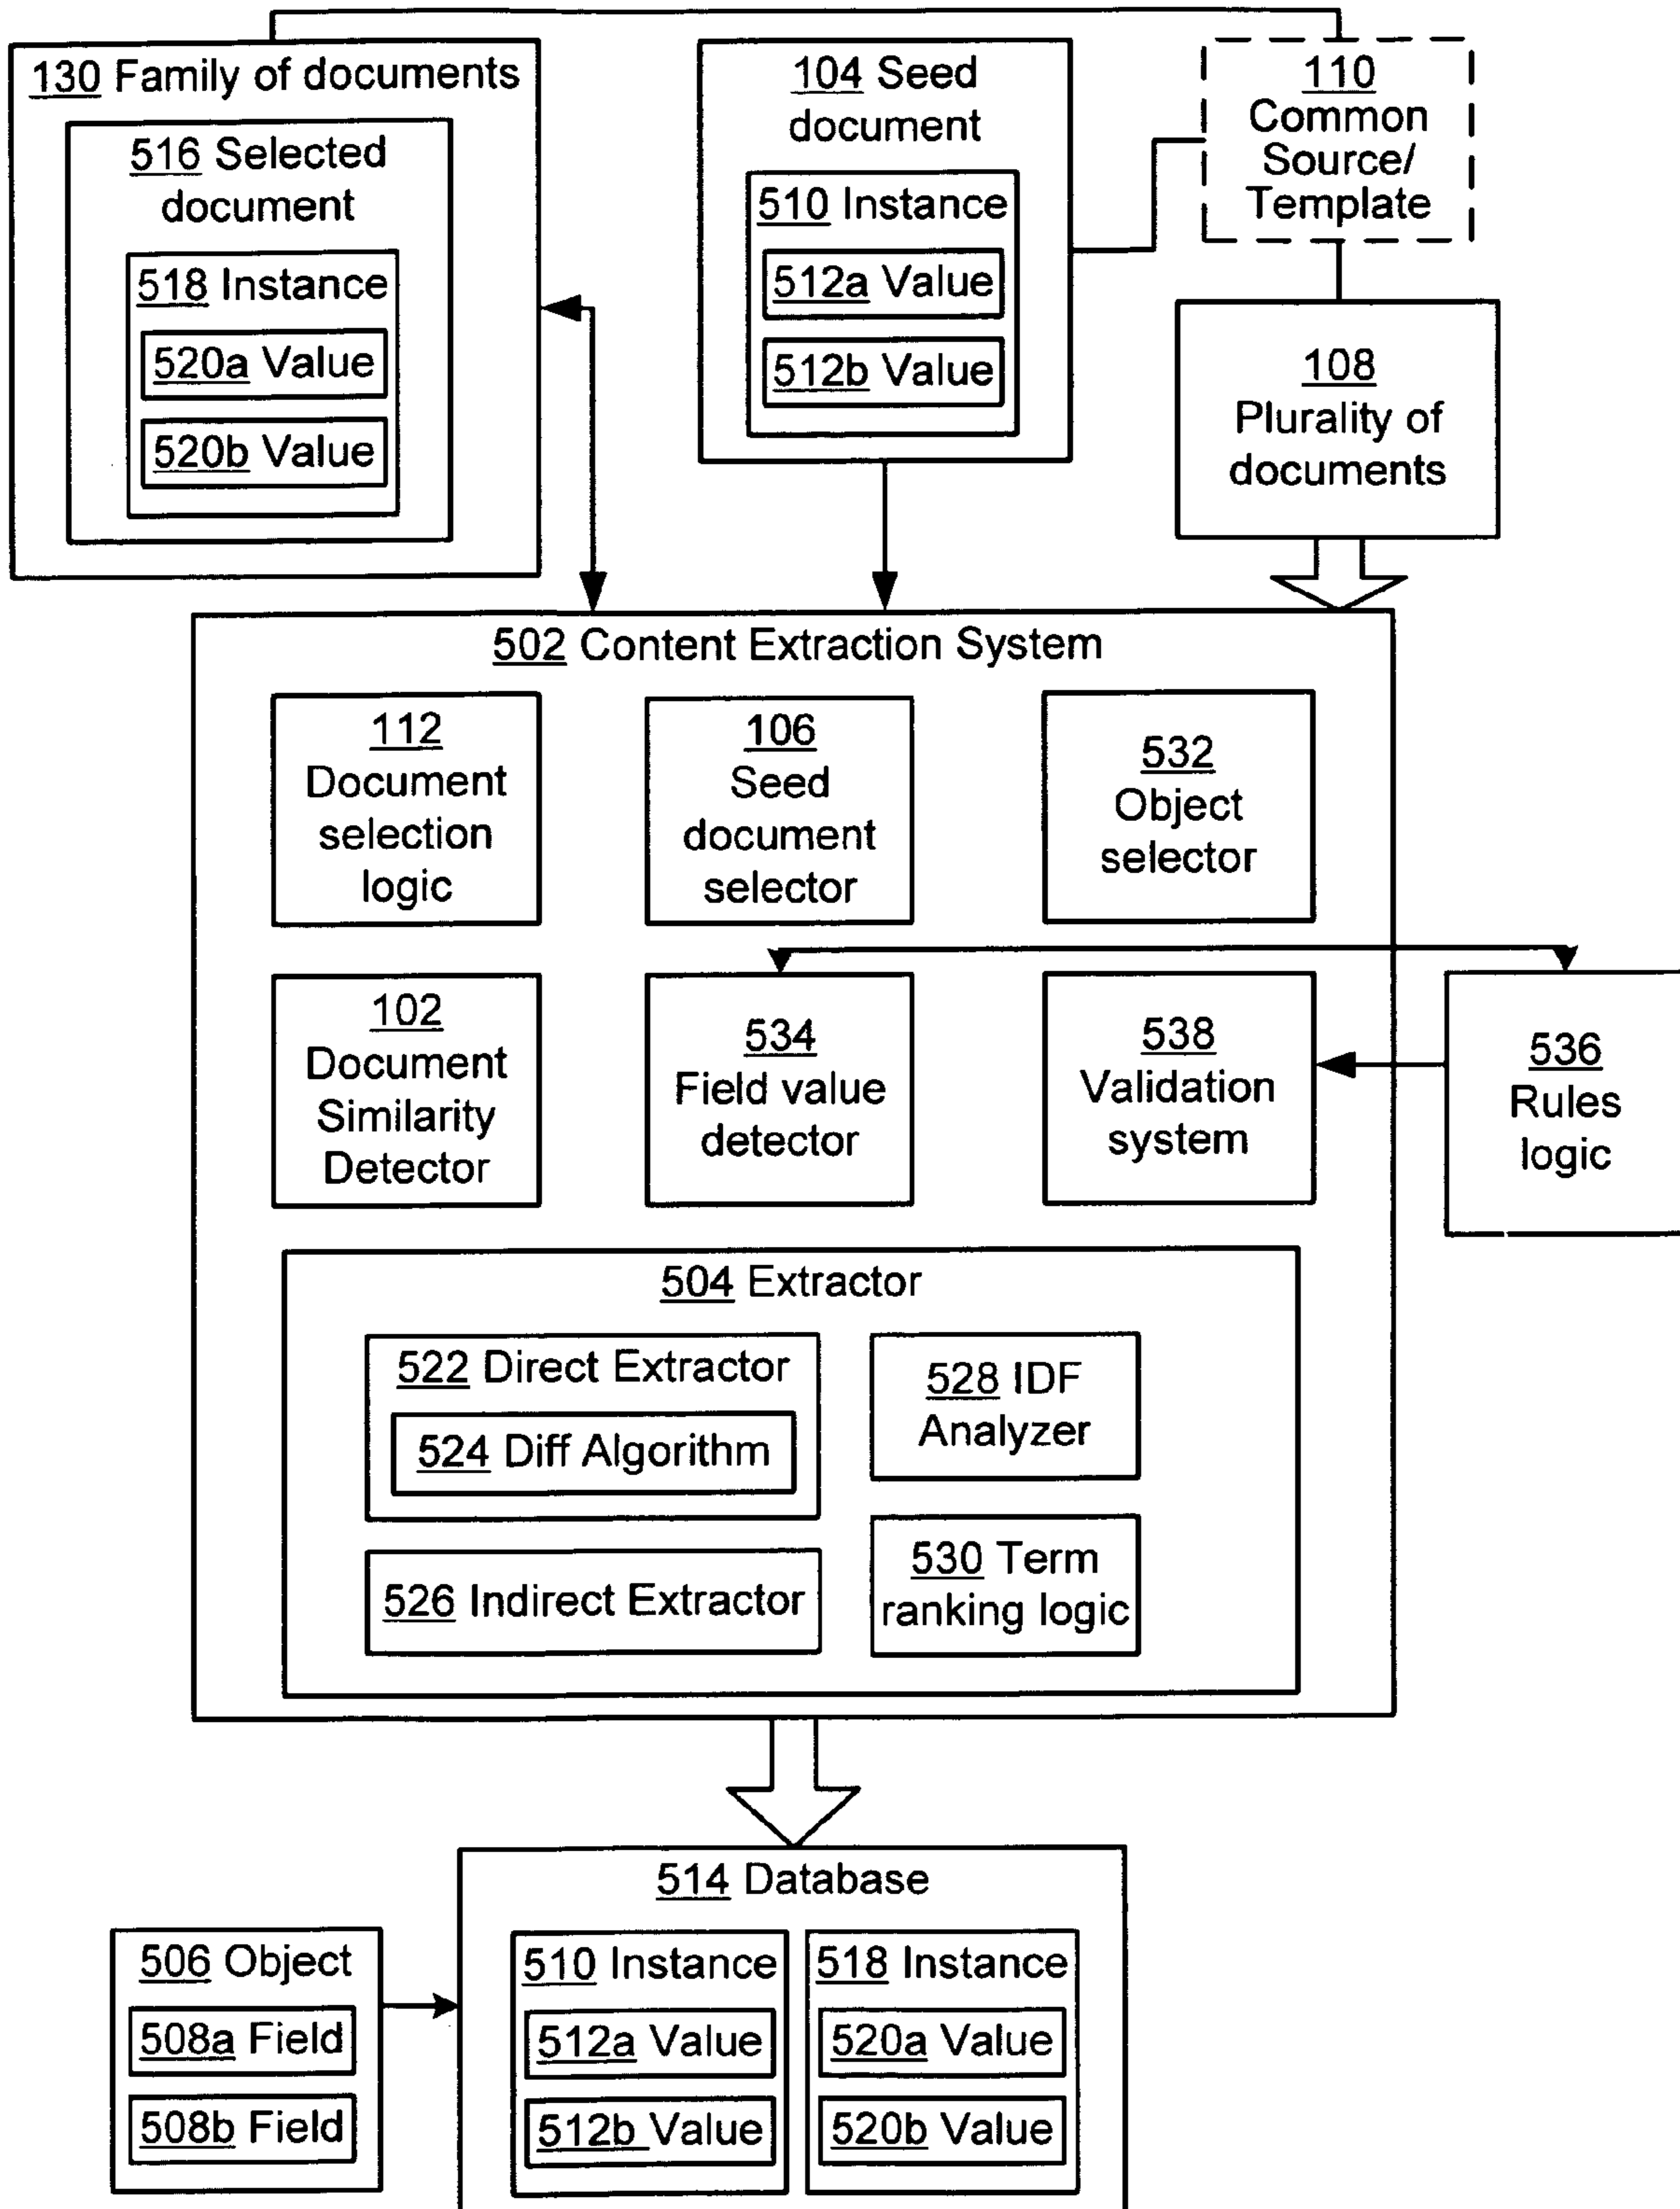 130 Family of documents
516 Selected
document
518 Instance
520a Value
520b Value
104 Seed
document
510 Instance
512a Value
512b Value
110
Common
Source/
Template
108
Plurality of
documents
502 Content Extraction System
112
Document
selection
logic
106
Seed
document
selector
532
Object
selector
102
Document
Similarity
Detector
534
Field value
detector
538
Validation
system
536
Rules
logic
504 Extractor
522 Direct Extractor
524 Diff Algorithm
526 Indirect Extractor
528 IDF
Analyzer
530 Term
ranking logic
514 Database
506 Object
508a Field
508b Field
510 Instance
512a Value
512b Value
518 Instance
520a Value
520b Value